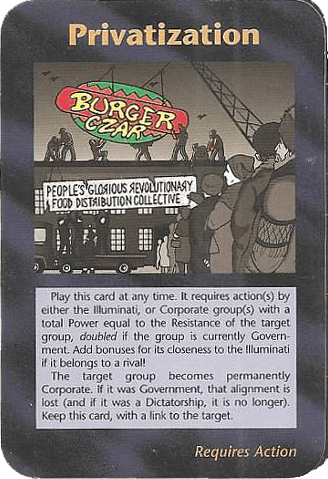 Privatization
BURGER
CZAR
PEOPLE'S GLORIOUS REVOLUTIONARY
FOOD DISTRIBUTION COLLECTIVE
Play this card at any time. It requires action(s) by
either the Illuminati, or Corporate group(s) with a
total Power equal to the Resistance of the target
group, doubled if the group is currently Govern-
ment. Add bonuses for its closeness to the Illuminati
if it belongs to a rival!
The target group becomes permanently
Corporate. If it was Government, that alignment is
lost (and if it was a Dictatorship, it is no longer).
Keep this card, with a link to the target.
Requires Action